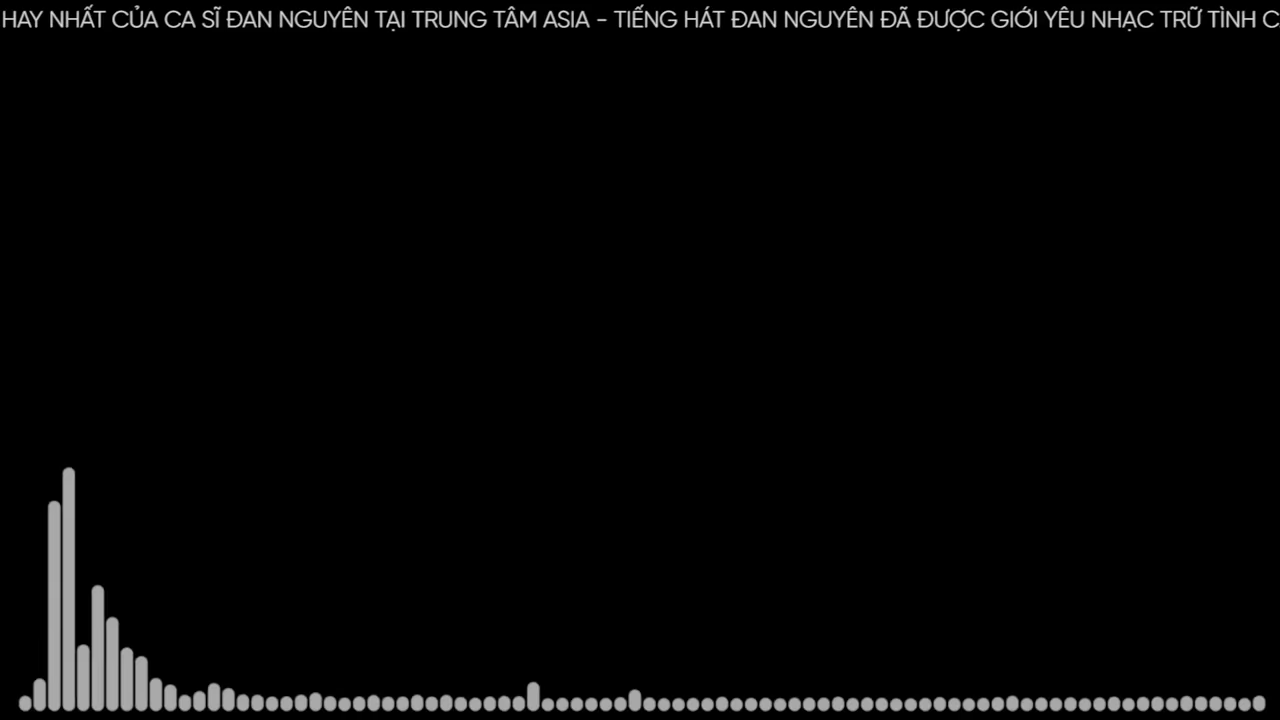 HAY NHẤT CỦA CA SĨ ĐAN NGUYÊN TẠI TRUNG TÂM ASIA - TIẾNG HÁT ĐAN NGUYÊN ĐÃ ĐƯỢC GIỚI YÊU NHẠC TRỮ TÌNH